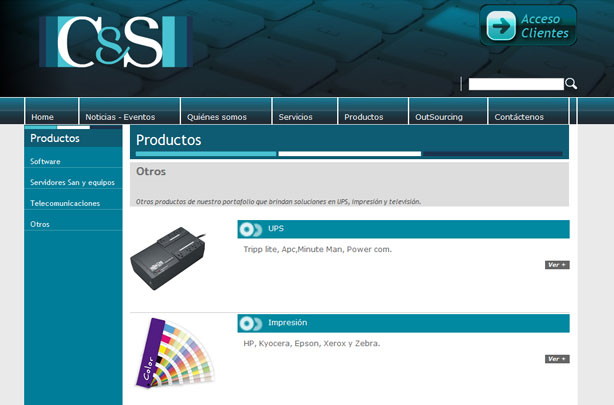 C&S
Acceso
Clientes
Home
Noticias - Eventos
Quiénes somos
Servicios
Productos
OutSourcing
Contáctenos
Productos
Software
Servidores San y equipos
Telecomunicaciones
Otros
Productos
Otros
Otros productos de nuestro portafolio que brindan soluciones en UPS, impresión y televisión.
UPS
Tripp lite, Apc,Minute Man, Power com.
Ver +
Impresión
HP, Kyocera, Epson, Xerox y Zebra.
Ver +
Color